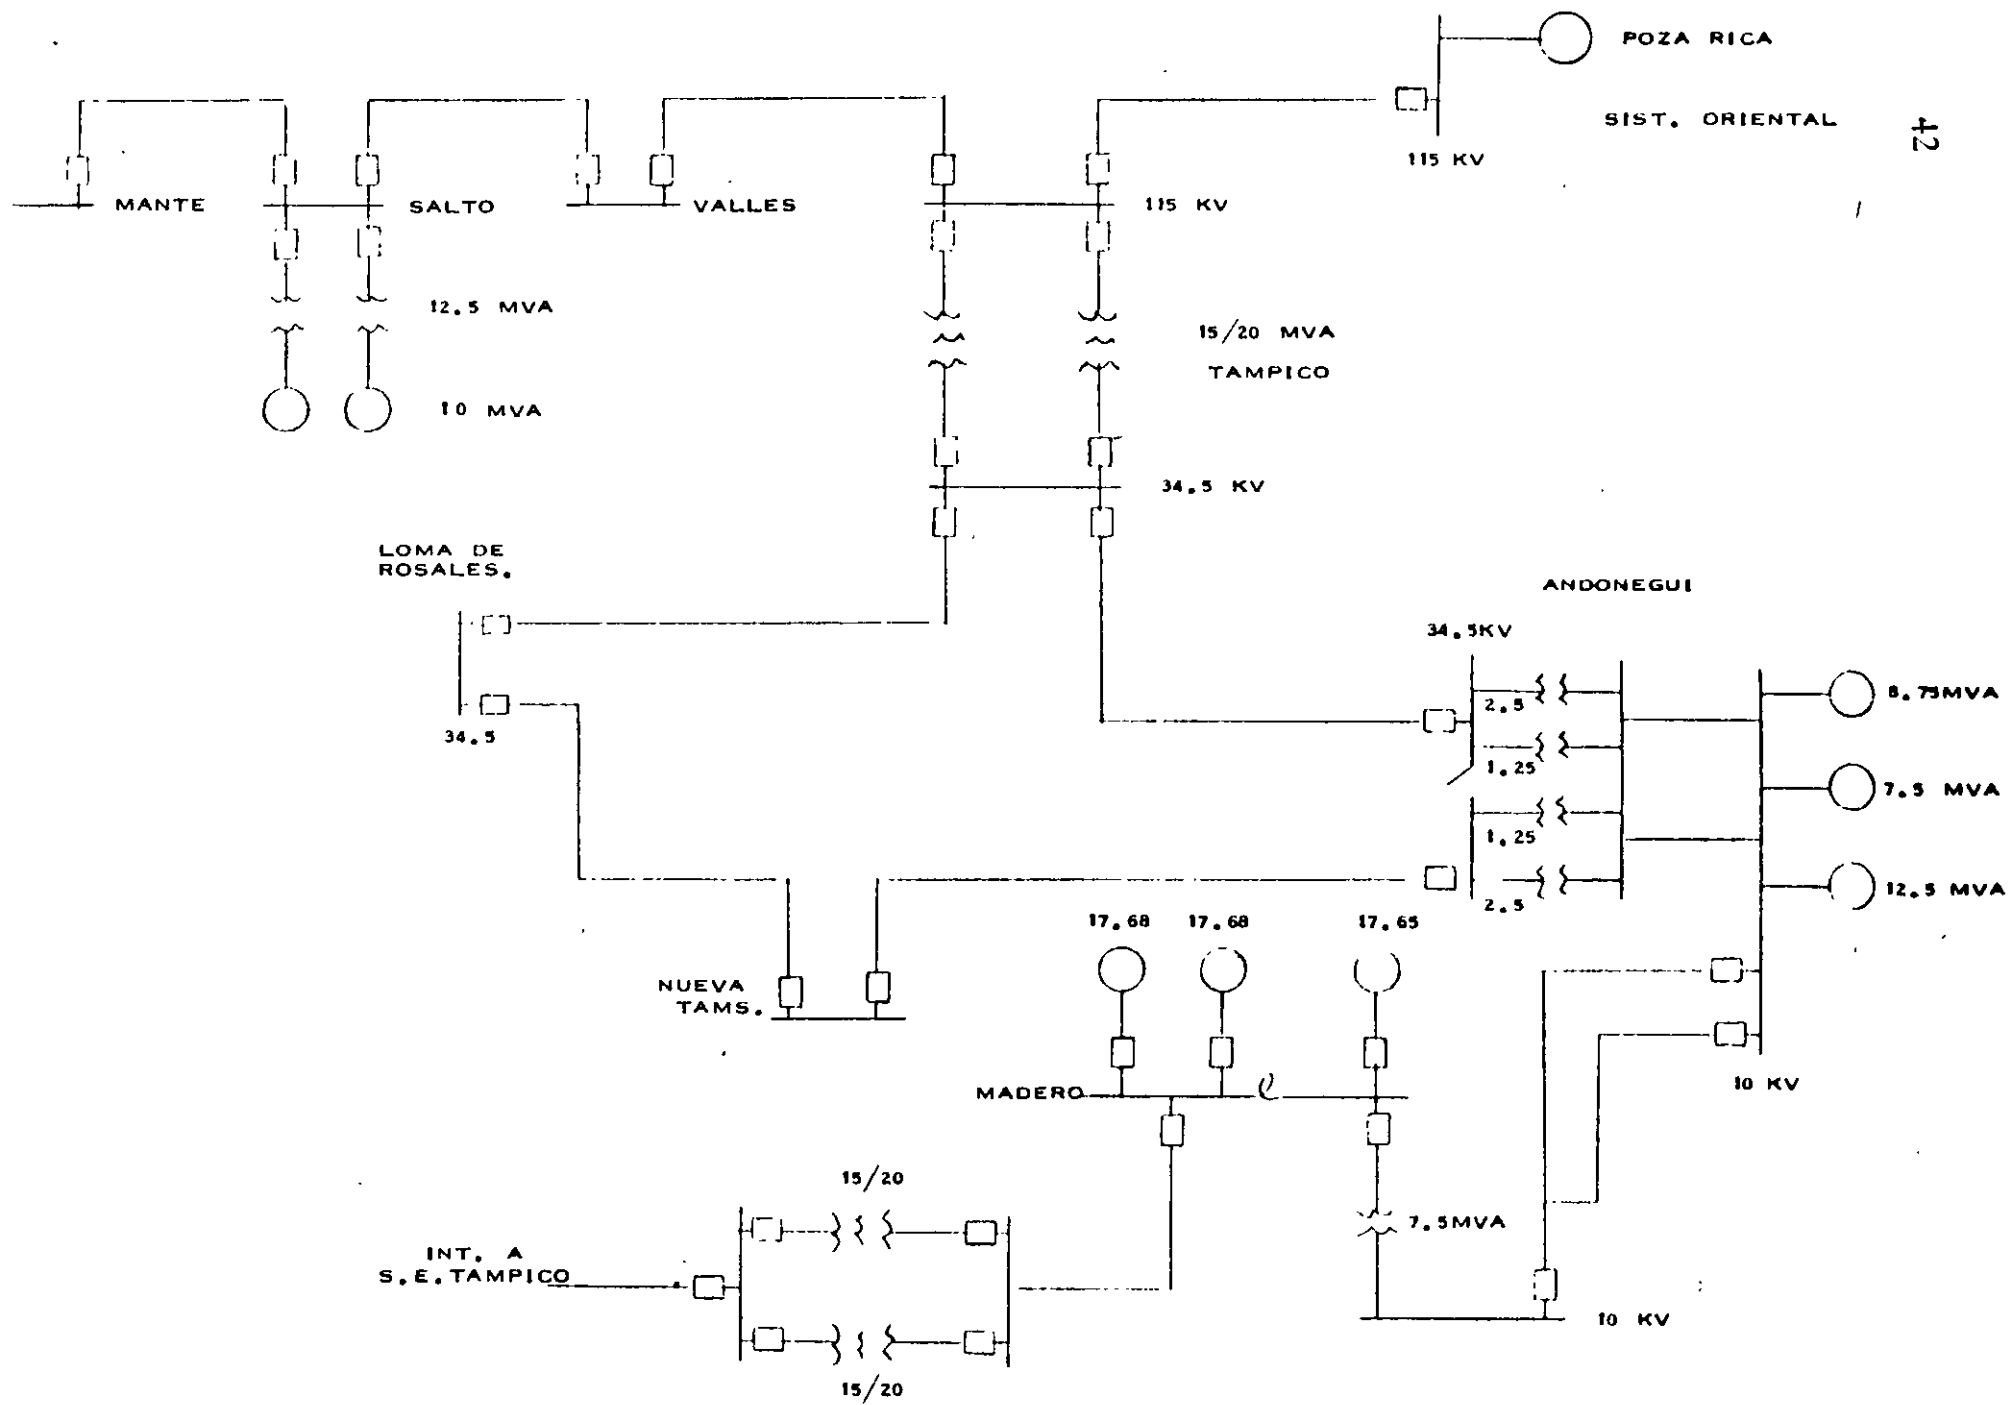 POZA RICA
SIST. ORIENTAL
42
115 KV
MANTE
SALTO
VALLES
115 KV
12.5 MVA
15/20 MVA
TAMPICO
10 MVA
34.5 KV
LOMA DE
ROSALES.
ANDONEGUI
34.5KV
2.5
8.75MVA
34.5
1.25
7.5 MVA
1.25
12.5 MVA
2.5
17.68
17.68
17.65
NUEVA
TAMS.
MADERO
10 KV
15/20
7.5MVA
INT. A
S.E.TAMPICO
10 KV
15/20